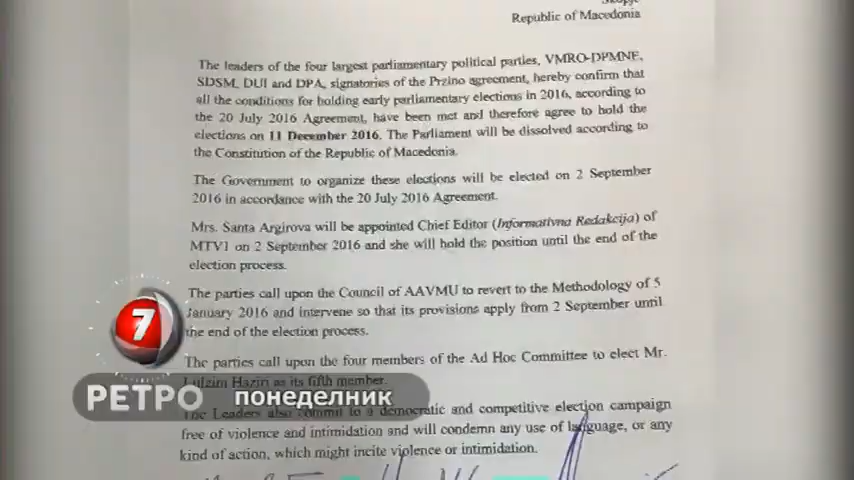 Skopje
Republic of Macedonia
The leaders of the four largest parliamentary political parties, VMRO-DPMNE,
SDSM, DUI and DPA, signatories of the Przino agreement, hereby confirm that
all the conditions for holding early parliamentary elections in 2016, according to
the 20 July 2016 Agreement, have been met and therefore agree to hold the
elections on 11 December 2016. The Parliament will be dissolved according to
the Constitution of the Republic of Macedonia.
The Government to organize these elections will be elected on 2 September
2016 in accordance with the 20 July 2016 Agreement.
Mrs. Santa Argirova will be appointed Chief Editor (Informativna Redakcija) of
MTV1 on 2 September 2016 and she will hold the position until the end of the
election process.
The parties call upon the Council of AAVMU to revert to the Methodology of 5
January 2016 and intervene so that its provisions apply from 2 September until
the end of the election process.
The parties call upon the four members of the Ad Hoc Committee to elect Mr.
Lulzim Haziri as its fifth member.
The Leaders also commit to a democratic and competitive election campaign
free of violence and intimidation and will condemn any use of language, or any
kind of action, which might incite violence or intimidation.
7
РЕТРО понеделник